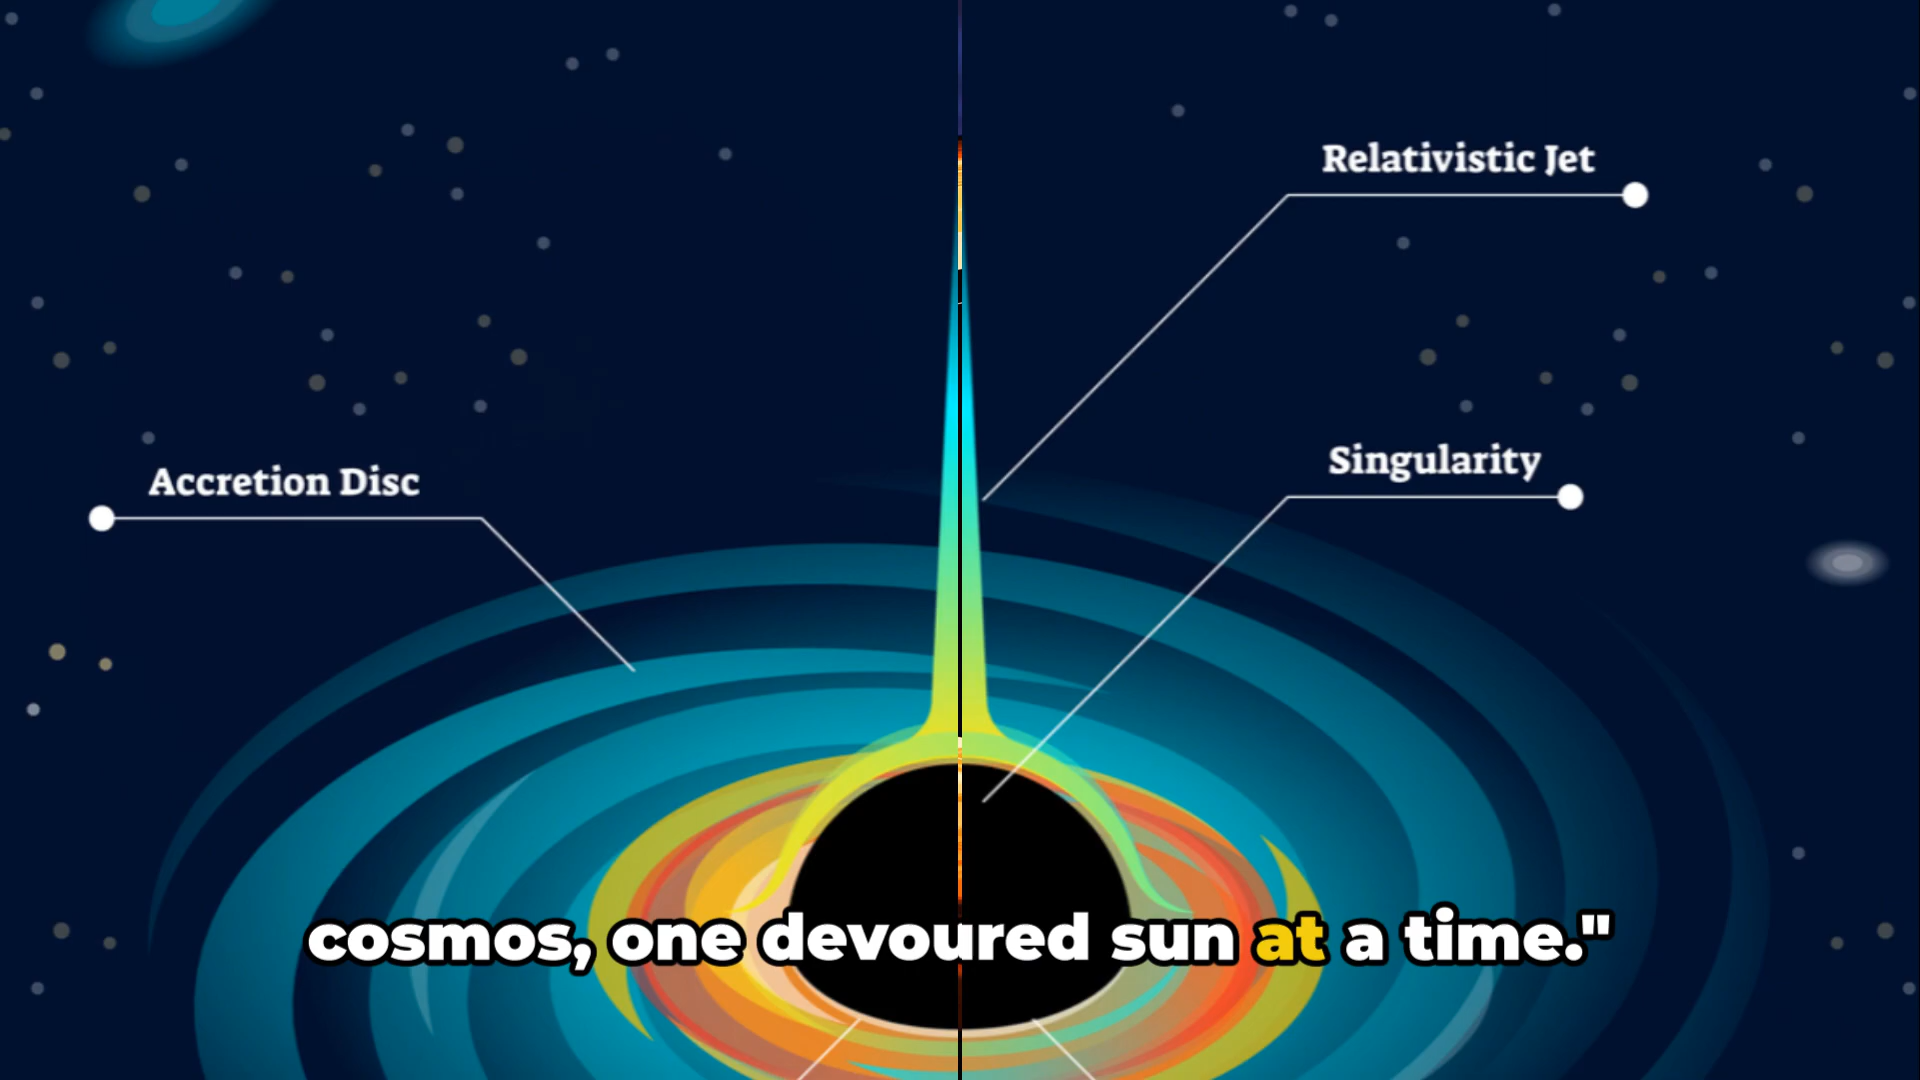 Relativistic Jet
Singularity
Accretion Disc
cosmos, one devoured sun at a time."